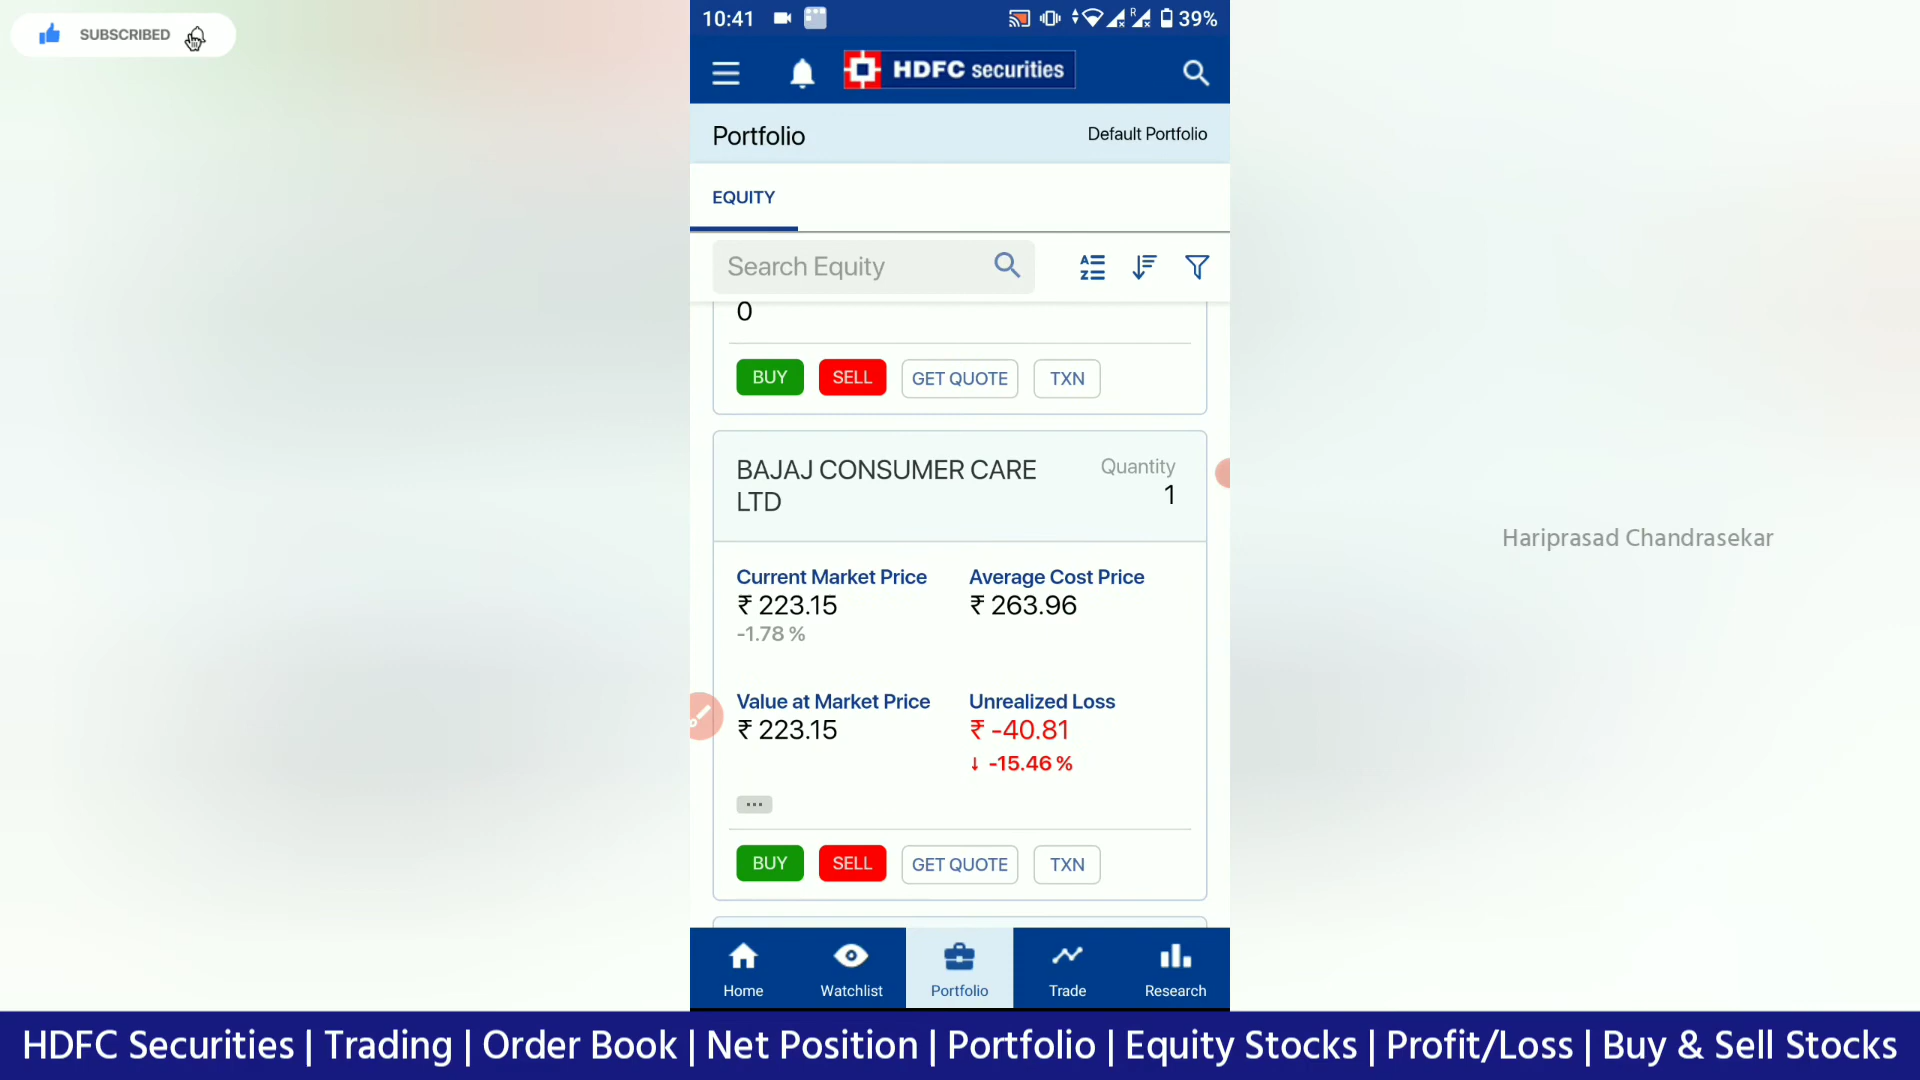 SUBSCRIBED
10:41
R
39%
HDFC securities
Portfolio
Default Portfolio
EQUITY
Search Equity
A
Z
0
BUY SELL GET QUOTE TXN
BAJAJ CONSUMER CARE
LTD
Quantity
1
Current Market Price
₹ 223.15
-1.78 %
Average Cost Price
₹ 263.96
Value at Market Price
₹ 223.15
Unrealized Loss
₹ -40.81
↓ -15.46 %
...
BUY SELL GET QUOTE TXN
Home Watchlist Portfolio Trade Research
Hariprasad Chandrasekar
HDFC Securities | Trading | Order Book | Net Position | Portfolio | Equity Stocks | Profit/Loss | Buy & Sell Stocks